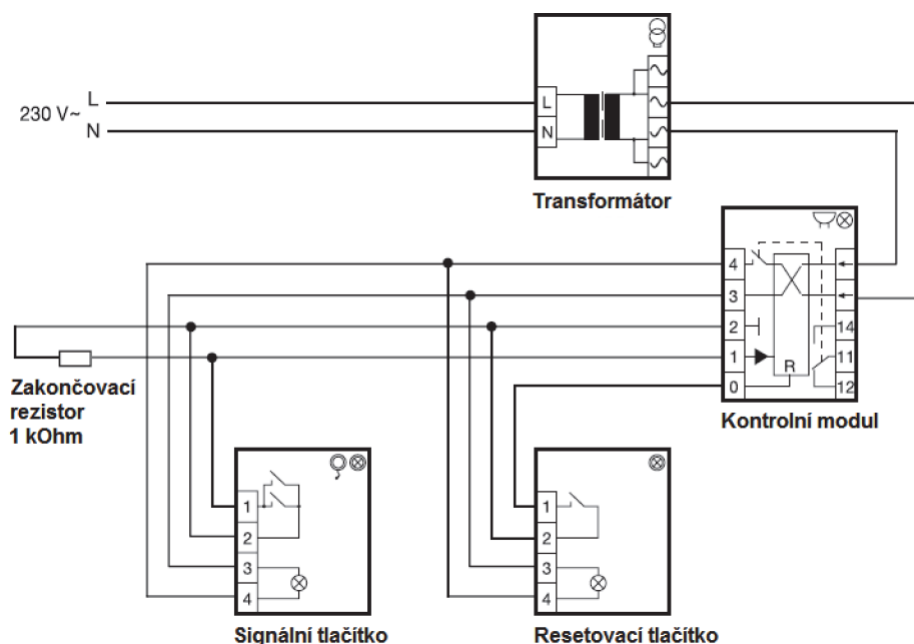 230 V~
L
N
L
N
Transformátor
4
3
2
1
0
R
14
11
12
Kontrolní modul
Zakončovací
rezistor
1 kOhm
1
2
3
4
Signální tlačítko
1
2
3
4
Resetovací tlačítko